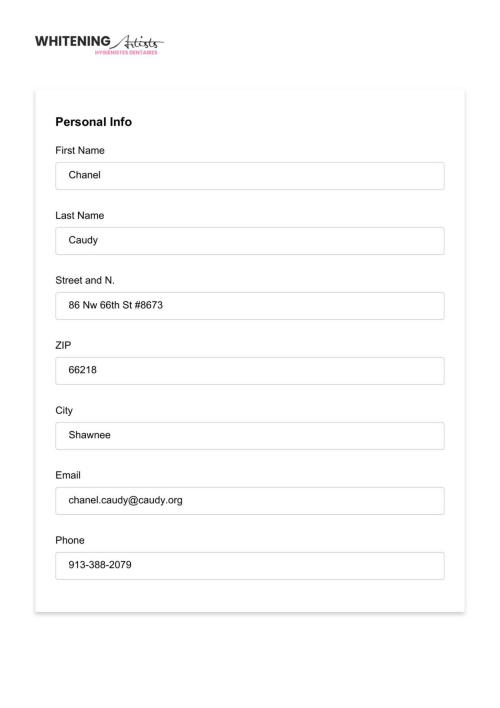 WHITENING Artists
HYGIÉNISTES DENTAIRES
Personal Info
First Name
Chanel
Last Name
Caudy
Street and N.
86 Nw 66th St #8673
ZIP
66218
City
Shawnee
Email
chanel.caudy@caudy.org
Phone
913-388-2079